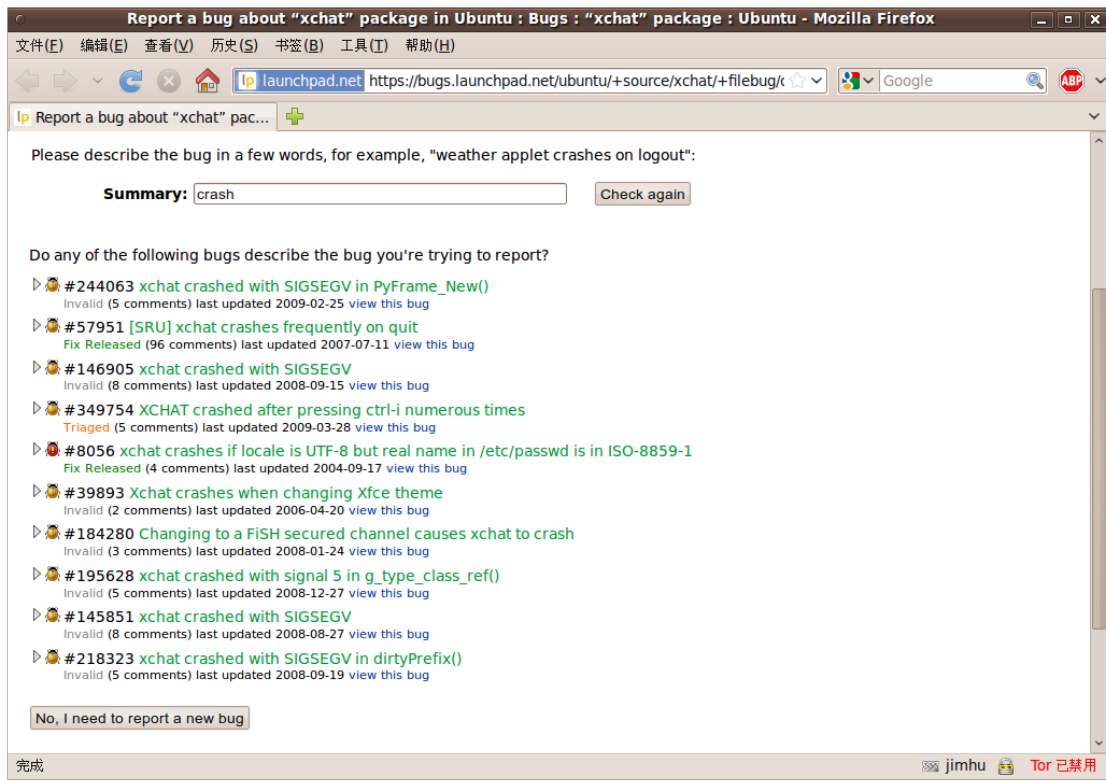 Report a bug about “xchat” package in Ubuntu : Bugs : “xchat” package : Ubuntu - Mozilla Firefox
文件(F) 编辑(E) 查看(V) 历史(S) 书签(B) 工具(T) 帮助(H)
lp launchpad.net https://bugs.launchpad.net/ubuntu/+source/xchat/+filebug/ Google ABP
lp Report a bug about “xchat” pac...
Please describe the bug in a few words, for example, "weather applet crashes on logout":
Summary: crash Check again
Do any of the following bugs describe the bug you're trying to report?
#244063 xchat crashed with SIGSEGV in PyFrame_New()
Invalid (5 comments) last updated 2009-02-25 view this bug
#57951 [SRU] xchat crashes frequently on quit
Fix Released (96 comments) last updated 2007-07-11 view this bug
#146905 xchat crashed with SIGSEGV
Invalid (8 comments) last updated 2008-09-15 view this bug
#349754 XCHAT crashed after pressing ctrl-i numerous times
Triaged (5 comments) last updated 2009-03-28 view this bug
#8056 xchat crashes if locale is UTF-8 but real name in /etc/passwd is in ISO-8859-1
Fix Released (4 comments) last updated 2004-09-17 view this bug
#39893 Xchat crashes when changing Xfce theme
Invalid (2 comments) last updated 2006-04-20 view this bug
#184280 Changing to a FiSH secured channel causes xchat to crash
Invalid (3 comments) last updated 2008-01-24 view this bug
#195628 xchat crashed with signal 5 in g_type_class_ref()
Invalid (5 comments) last updated 2008-12-27 view this bug
#145851 xchat crashed with SIGSEGV
Invalid (8 comments) last updated 2008-08-27 view this bug
#218323 xchat crashed with SIGSEGV in dirtyPrefix()
Invalid (5 comments) last updated 2008-09-19 view this bug
No, I need to report a new bug
完成 jimhu Tor 已禁用